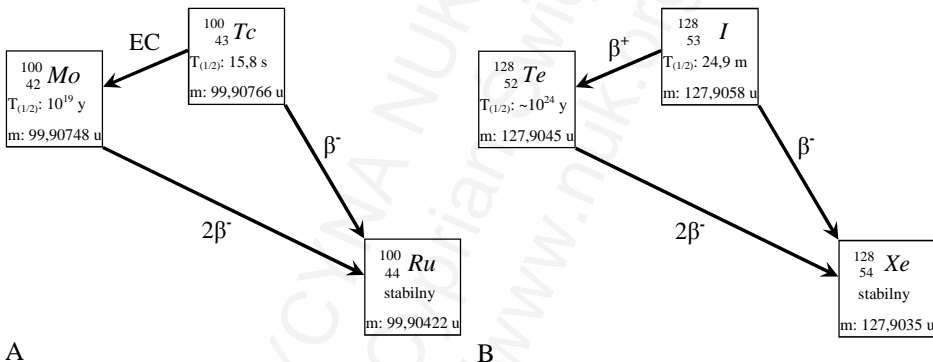 100
43 Tc
T(1/2): 15,8 s
m: 99,90766 u
EC
100
42 Mo
T(1/2): 10^19 y
m: 99,90748 u
β-
2β-
100
44 Ru
stabilny
m: 99,90422 u
A
128
53 I
T(1/2): 24,9 m
m: 127,9058 u
β+
128
52 Te
T(1/2): ~10^24 y
m: 127,9045 u
β-
2β-
128
54 Xe
stabilny
m: 127,9035 u
B
www.nuk.